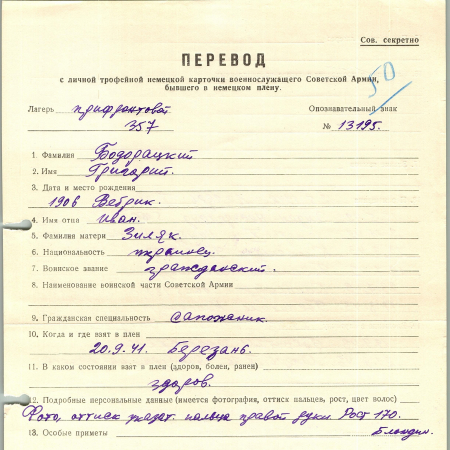 Сов. секретно
50
ПЕРЕВОД
с личной трофейной немецкой карточки военнослужащего Советской Армии,
бывшего в немецком плену.
Лагерь прифронтовой Опознавательный знак
357 № 13195.
1. Фамилия Бодорацкий
2. Имя Григорий.
3. Дата и место рождения
1906 Вебрик.
4. Имя отца Иван.
5. Фамилия матери Зиляк.
6. Национальность украинец.
7. Воинское звание гражданский.
8. Наименование воинской части Советской Армии
9. Гражданская специальность сапожник.
10. Когда и где взят в плен
20.9.41. Березань.
11. В каком состоянии взят в плен (здоров, болен, ранен)
здоров.
12. Подробные персональные данные (имеется фотография, оттиск пальцев, рост, цвет волос)
Фото, оттиск указат. пальца правой руки. Рост 170.
13. Особые приметы Блондин.